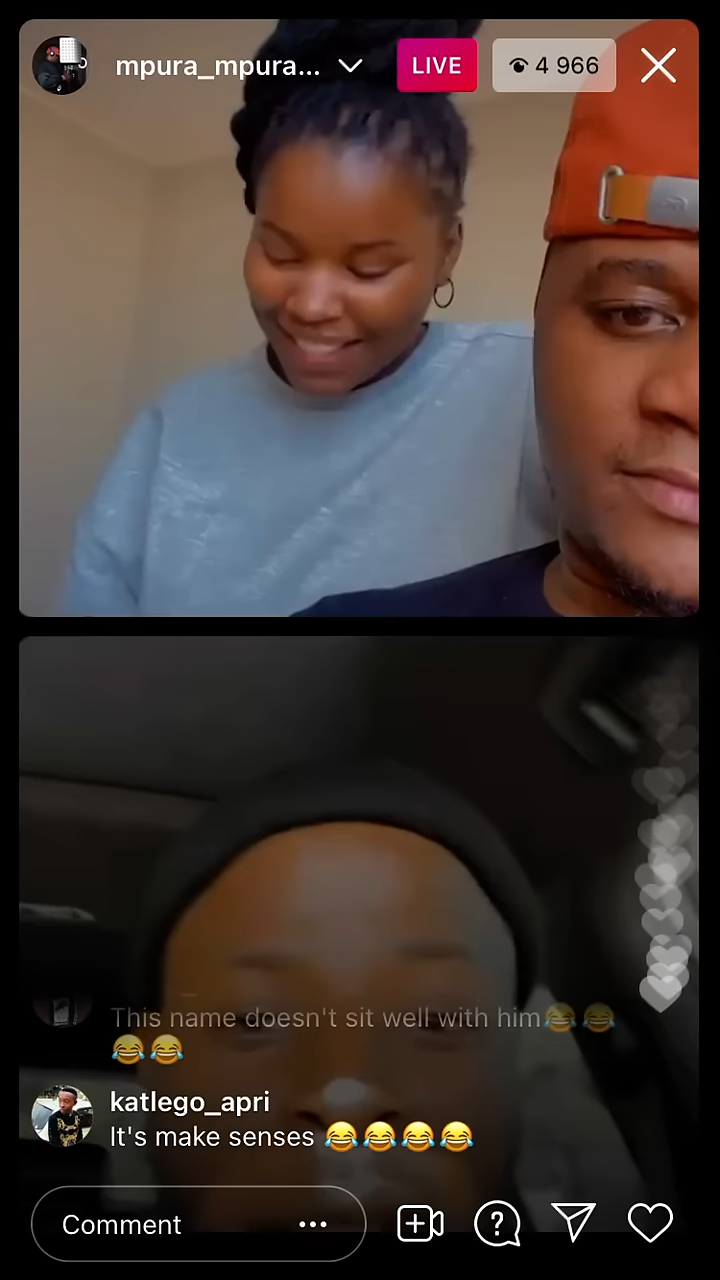 mpura_mpura...
LIVE
4 966
This name doesn't sit well with him😂😂
😂😂
katlego_apri
It's make senses 😂😂😂😂
Comment